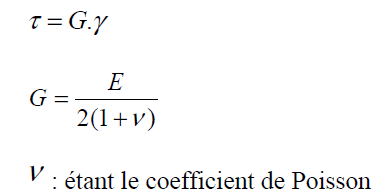 τ = G.γ
G = E / 2(1+ν)
ν : étant le coefficient de Poisson